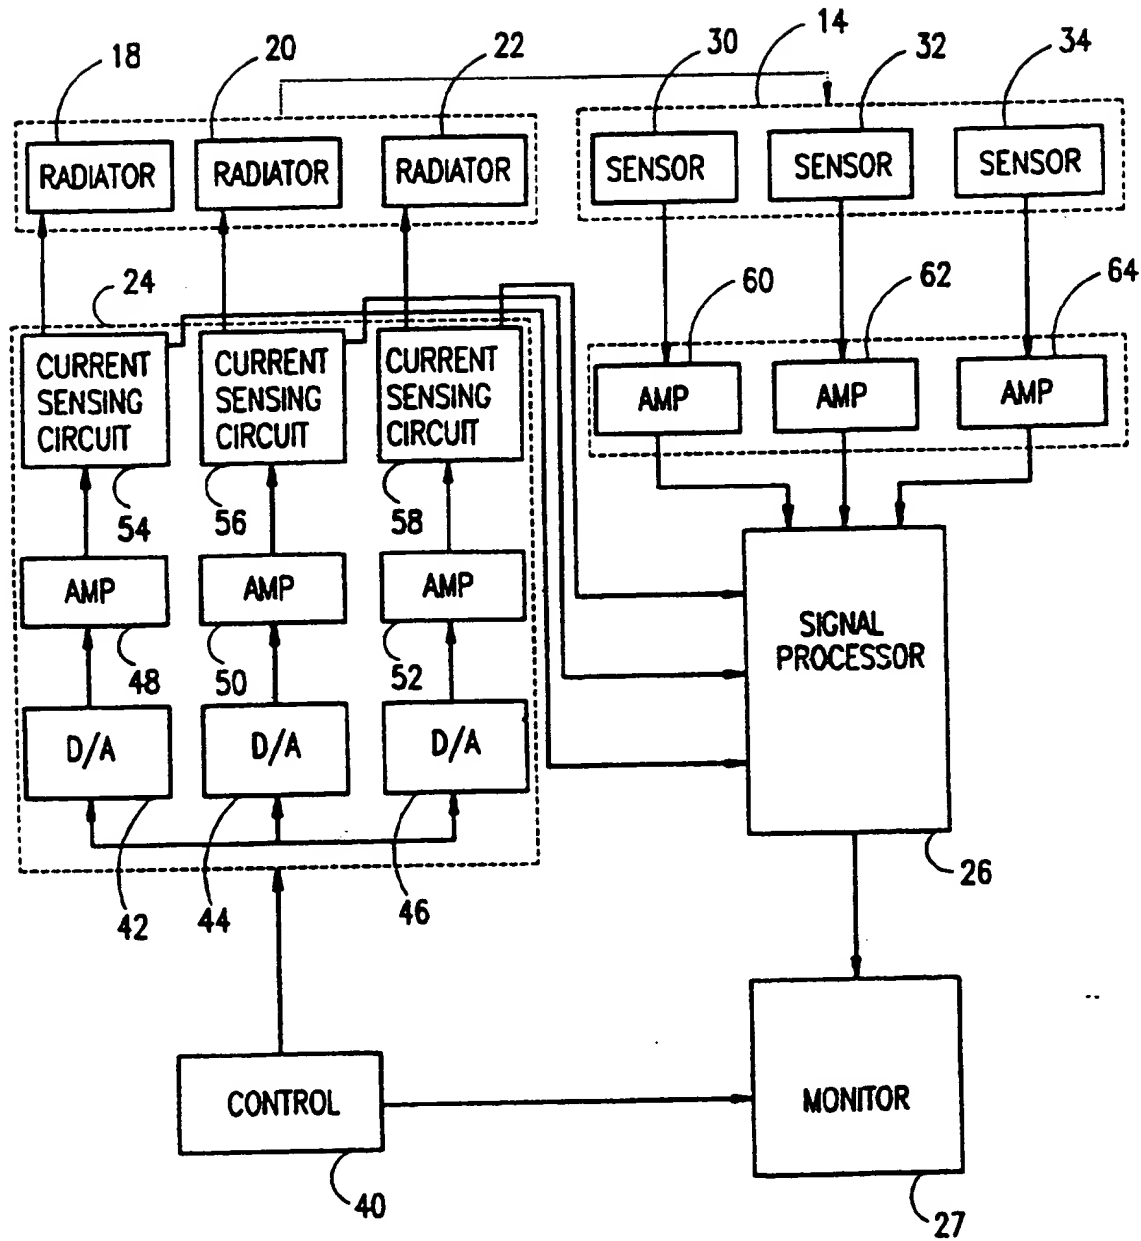 18
20
22
30
14
32
34
RADIATOR
RADIATOR
RADIATOR
SENSOR
SENSOR
SENSOR
24
60
62
64
CURRENT
SENSING
CIRCUIT
CURRENT
SENSING
CIRCUIT
CURRENT
SENSING
CIRCUIT
AMP
AMP
AMP
54
56
58
AMP
AMP
AMP
SIGNAL
PROCESSOR
48
50
52
D/A
D/A
D/A
26
42
44
46
CONTROL
MONITOR
40
27